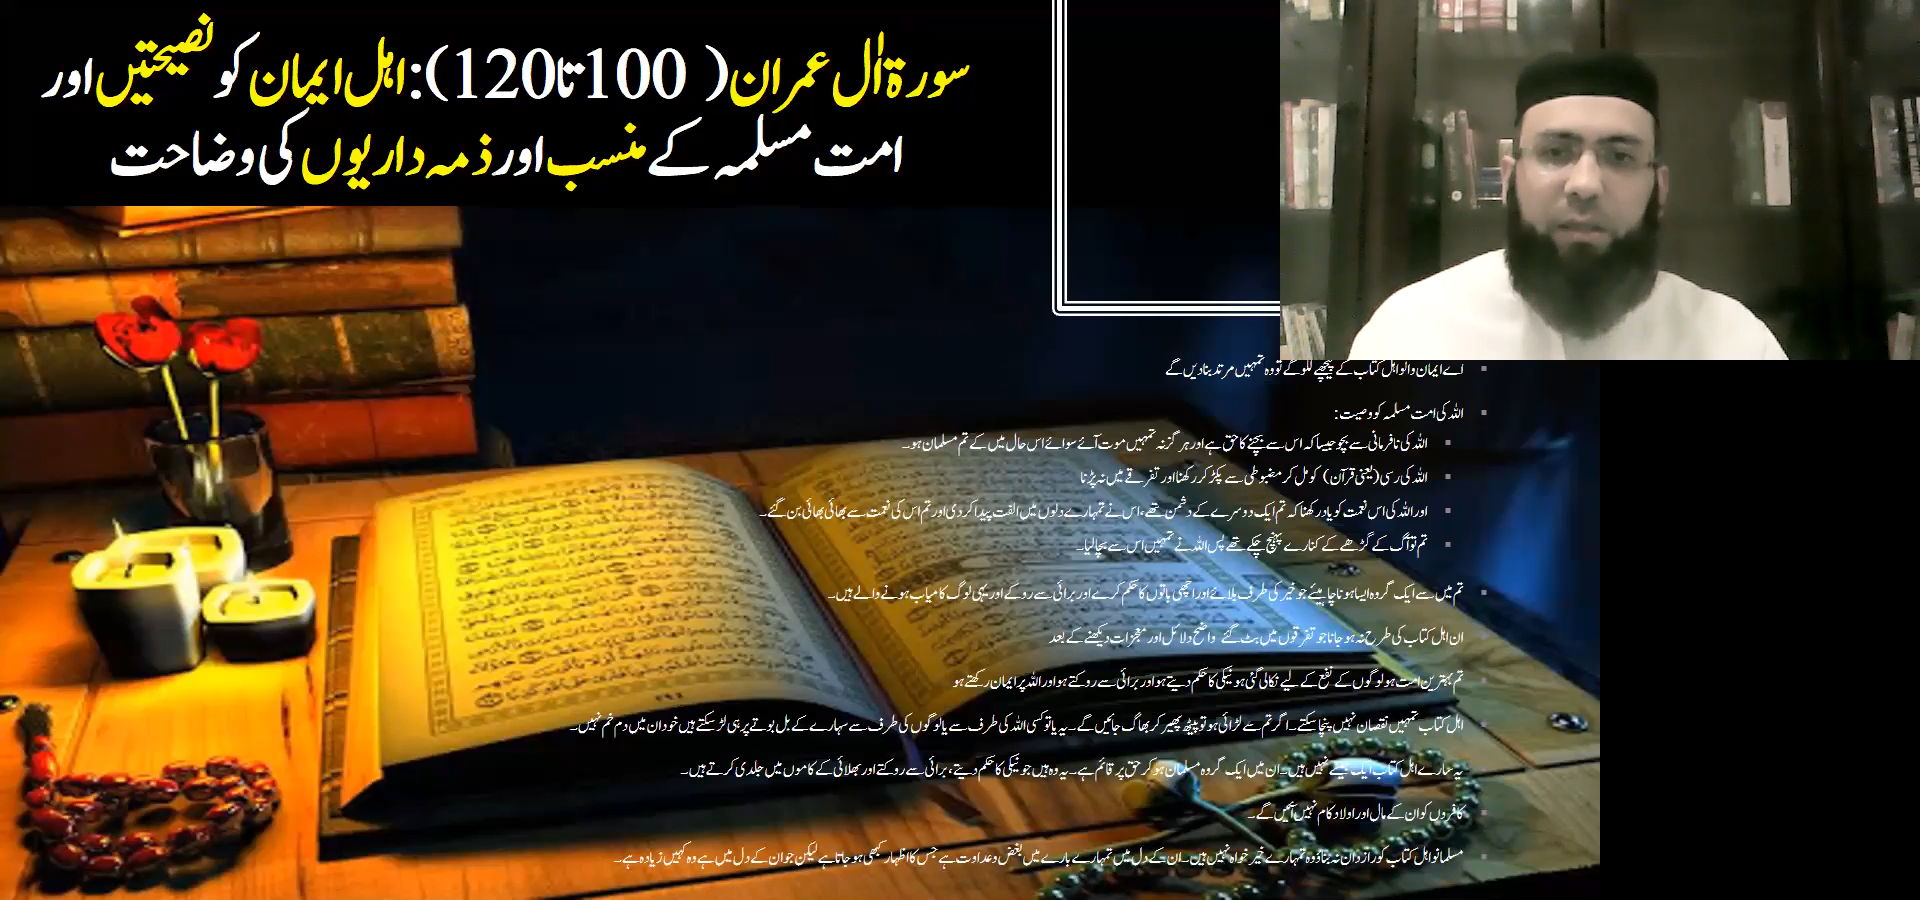 سورۃ اٰل عمران( 100تا120):اہل ایمان کو نصیحتیں اور
امت مسلمہ کے منسب اور ذمہ داریوں کی وضاحت
اے ایمان والو اہل کتاب کے پیچھے للو گے تو وہ تمہیں مرتد بنا دیں گے
اللہ کی امت مسلمہ کو وصیت:
اللہ کی نافرمانی سے بچو جیسا کہ اس سے بچنے کا حق ہے اور ہر گز نہ تمہیں موت آئے سوائے اس حال میں کے تم مسلمان ہو۔
اللہ کی رسی(یعنی قرآن) کو مل کر مضبوطی سے پکڑ کر رکھنا اور تفرقے میں نہ پڑنا
اور اللہ کی اس نعمت کو یاد رکھنا کہ تم ایک دوسرے کے دشمن تھے،اس نے تمہارے دلوں میں الفت پیدا کر دی اور تم اس کی نعمت سے بھائی بھائی بن گئے۔
تم تو آگ کے گڑھے کے کنارے پہنچ چکے تھے پس اللہ نے تمہیں اس سے بچا لیا۔
تم میں سے ایک گروہ ایسا ہونا چاہیئے جو خیر کی طرف بلائے اور اچھی باتوں کا حکم کرے اور برائی سے روکے اور یہی لوگ کامیاب ہونے والے ہیں۔
ان اہل کتاب کی طرح نہ ہو جانا جو تفرقوں میں بٹ گئے واضح دلائل اور معجزات دیکھنے کے بعد
تم بہترین امت ہو لوگوں کے نفع کے لیے نکالی گئی ہو نیکی کا حکم دیتے ہو اور برائی سے روکتے ہو اور اللہ پر ایمان رکھتے ہو
اہل کتاب تمہیں نقصان نہیں پہنچا سکتے۔ اگر تم سے لڑائی ہو تو پیٹھ پھیر کر بھاگ جائیں گے۔ یہ یا تو کسی اللہ کی طرف سے یا لوگوں کی طرف سے سہارے کے بل بوتے پر ہی لڑ سکتے ہیں خود ان میں دم خم نہیں۔
یہ سارے اہل کتاب ایک جیسے نہیں ہیں۔ ان میں ایک گروہ مسلمان ہو کر حق پر قائم ہے۔ یہ وہ ہیں جو نیکی کا حکم دیتے، برائی سے روکتے اور بھلائی کے کاموں میں جلدی کرتے ہیں۔
کافروں کو ان کے مال اور اولاد کام نہیں آئیں گے۔
مسلمانو اہل کتاب کو رازدان نہ بناؤ وہ تمہارے خیر خواہ نہیں ہیں۔ ان کے دل میں تمہارے بارے میں بغض و عداوت ہے جس کا اظہار کبھی ہو جاتا ہے لیکن جو ان کے دل میں ہے وہ کہیں زیادہ ہے۔